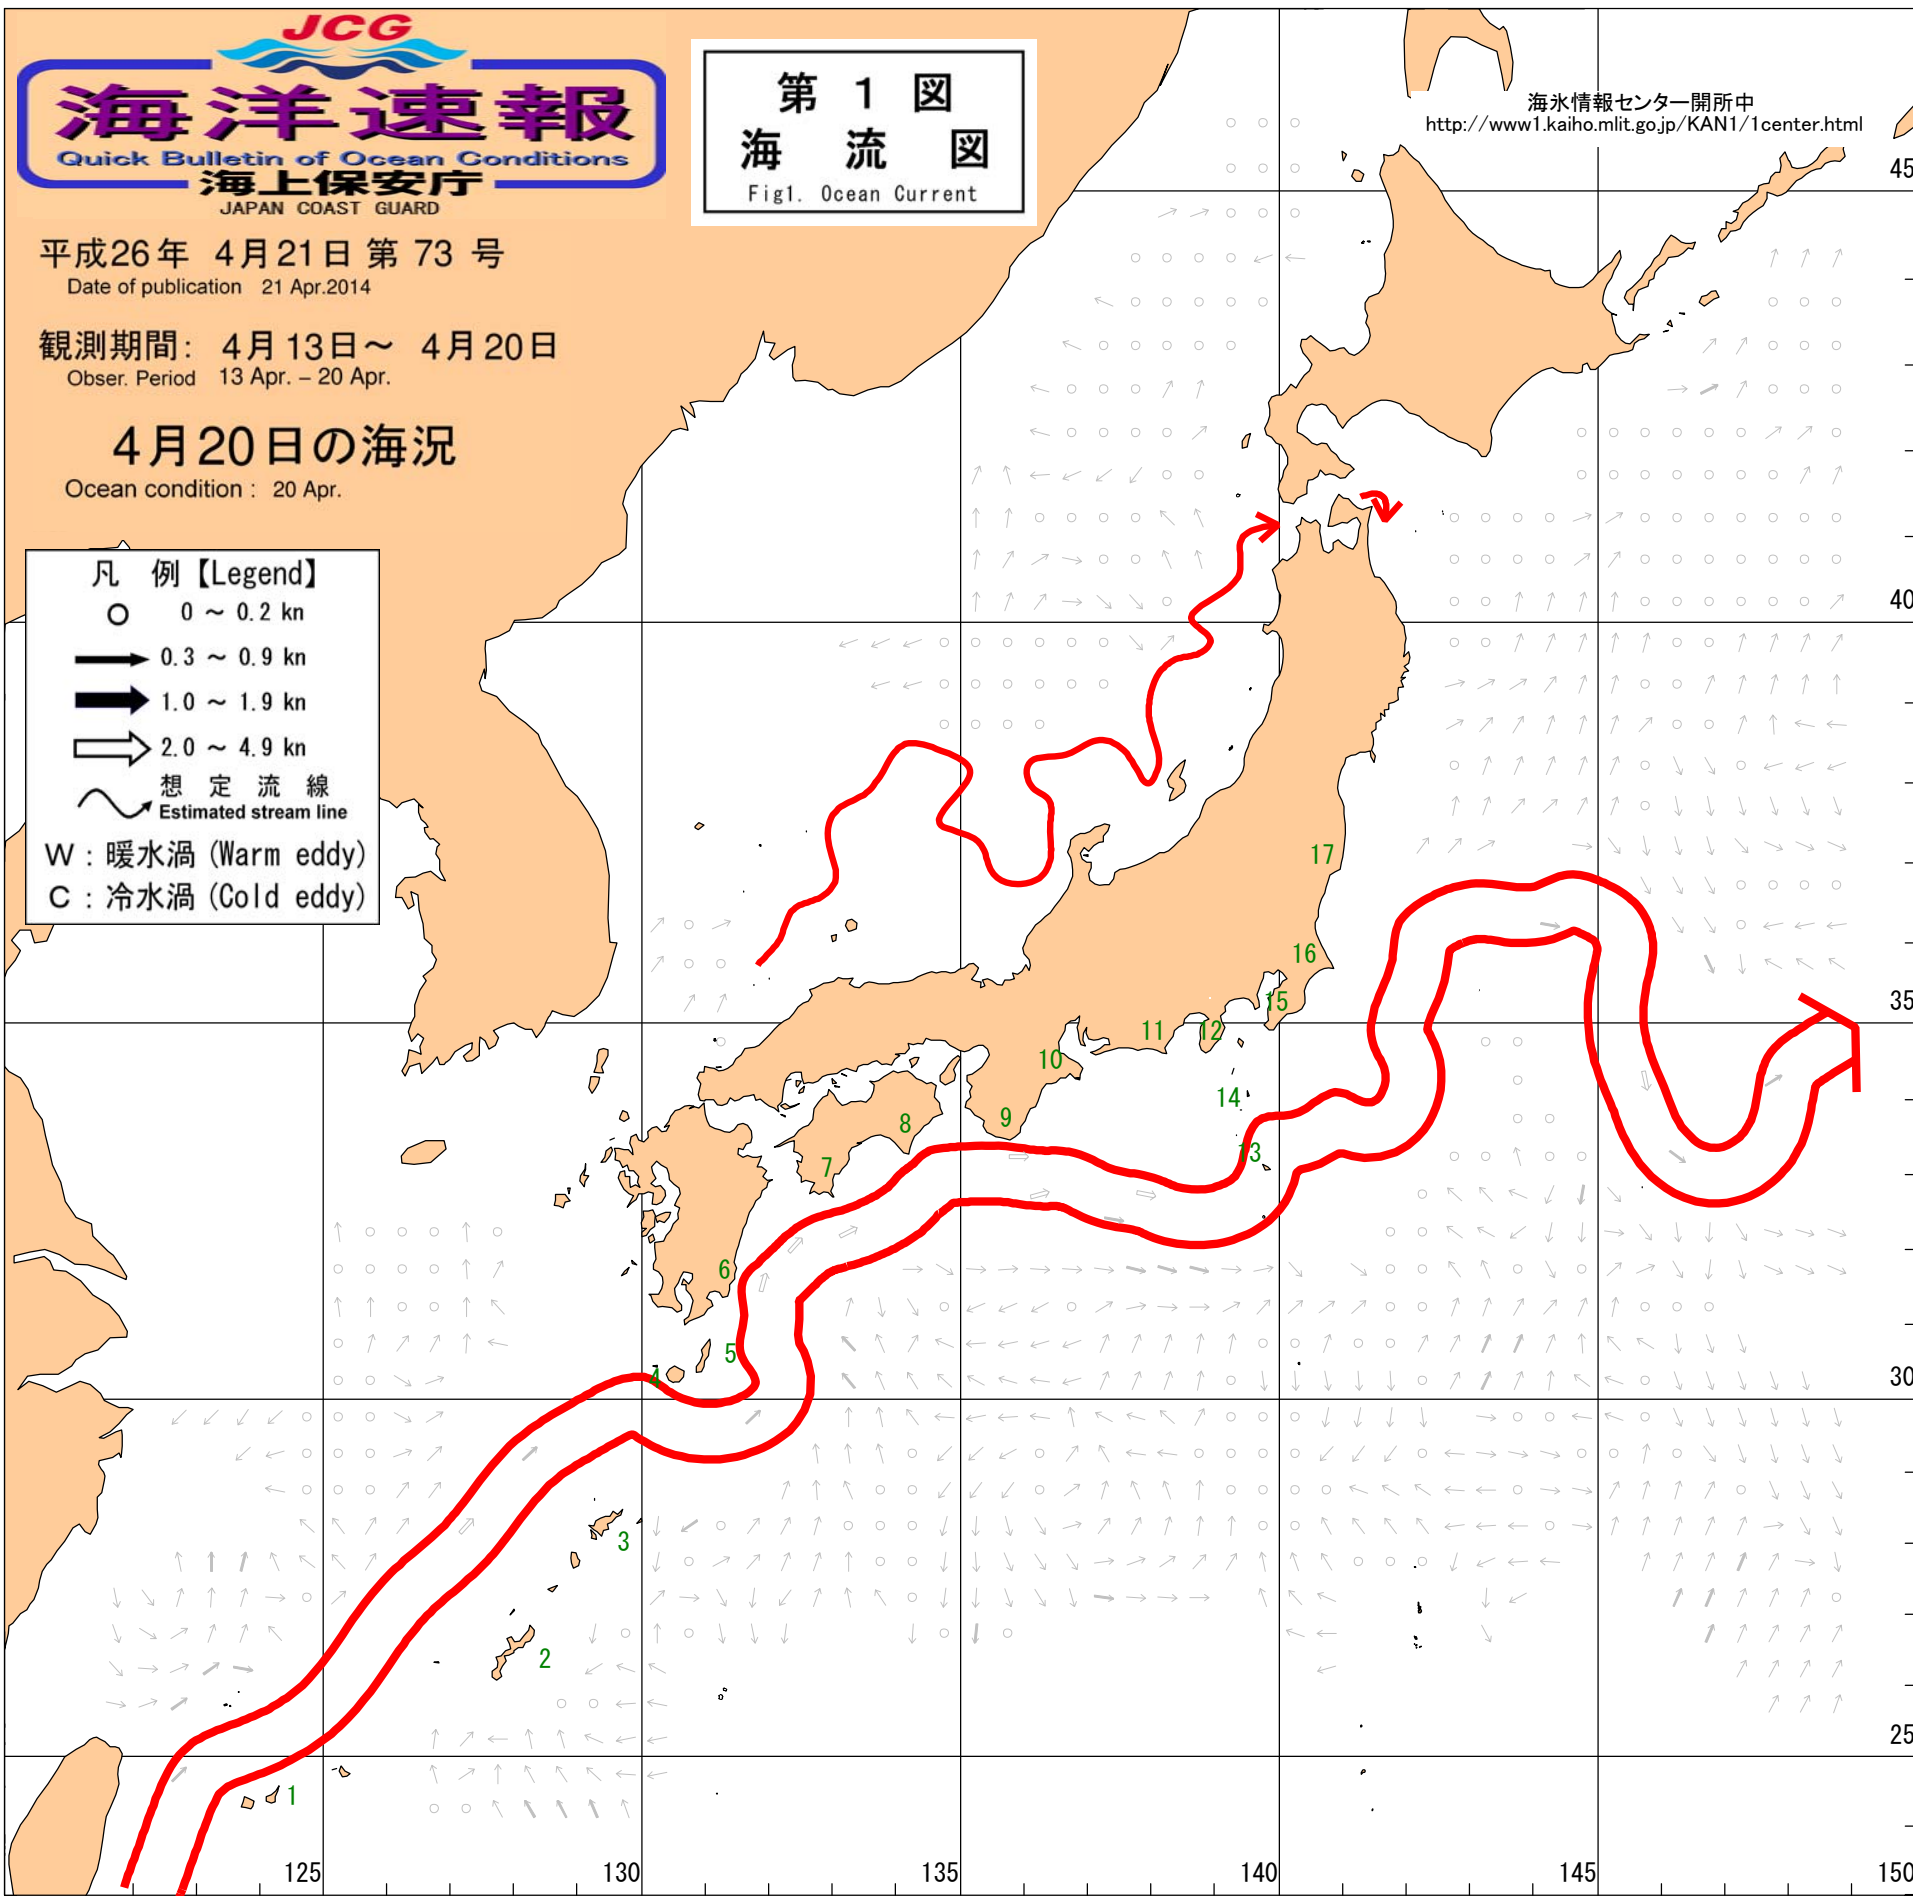 JCG
海洋速報
Quick Bulletin of Ocean Conditions
海上保安庁
JAPAN COAST GUARD
第 1 図
海 流 図
Fig1. Ocean Current
海氷情報センター開所中
http://www1.kaiho.mlit.go.jp/KAN1/1center.html
平成26年 4月21日 第 73 号
Date of publication 21 Apr.2014
観測期間: 4月13日～ 4月20日
Obser. Period 13 Apr. – 20 Apr.
4月20日の海況
Ocean condition : 20 Apr.
凡 例【Legend】
0 ～ 0.2 kn
0.3 ～ 0.9 kn
1.0 ～ 1.9 kn
2.0 ～ 4.9 kn
想 定 流 線
Estimated stream line
W : 暖水渦 (Warm eddy)
C : 冷水渦 (Cold eddy)
45
40
17
16
35
15
12
11
10
14
9
8
13
7
6
5
4
30
3
2
25
1
125
130
135
140
145
150